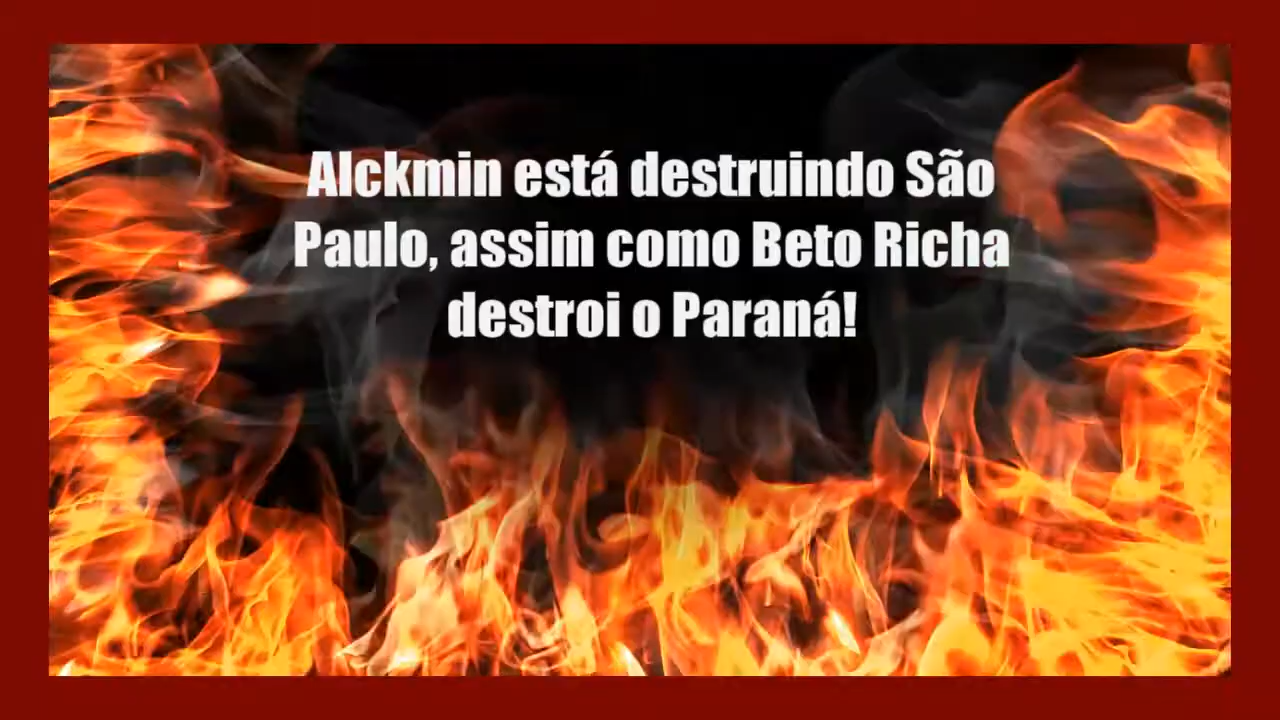 Alckmin está destruindo São
Paulo, assim como Beto Richa
destroi o Paraná!